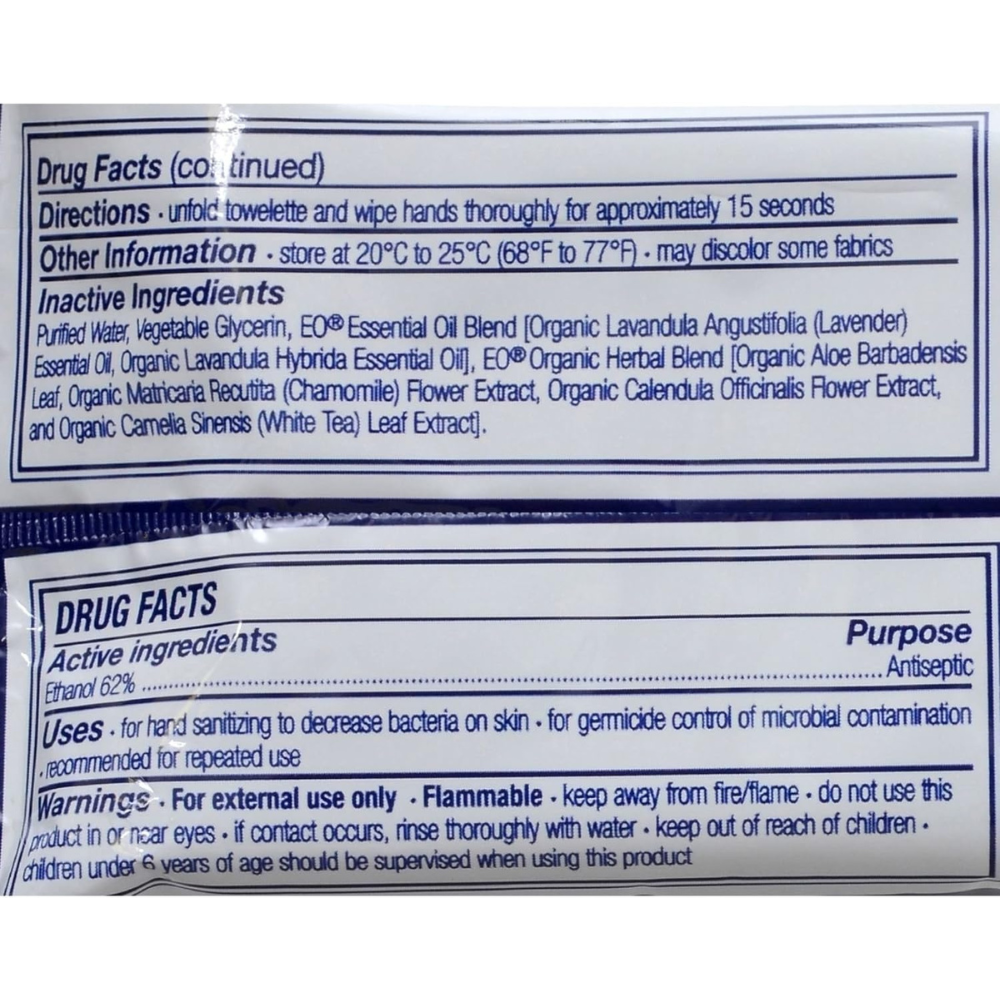 Drug Facts (continued)
Directions · unfold towelette and wipe hands thoroughly for approximately 15 seconds
Other Information · store at 20°C to 25°C (68°F to 77°F) · may discolor some fabrics
Inactive Ingredients
Purified Water, Vegetable Glycerin, EO® Essential Oil Blend [Organic Lavandula Angustifolia (Lavender)
Essential Oil, Organic Lavandula Hybrida Essential Oil], EO® Organic Herbal Blend [Organic Aloe Barbadensis
Leaf, Organic Matricaria Recutita (Chamomile) Flower Extract, Organic Calendula Officinalis Flower Extract,
and Organic Camelia Sinensis (White Tea) Leaf Extract].
DRUG FACTS
Active ingredients Purpose
Ethanol 62% ........ Antiseptic
Uses · for hand sanitizing to decrease bacteria on skin · for germicide control of microbial contamination
· recommended for repeated use
Warnings · For external use only · Flammable · keep away from fire/flame · do not use this
product in or near eyes · if contact occurs, rinse thoroughly with water · keep out of reach of children ·
children under 6 years of age should be supervised when using this product